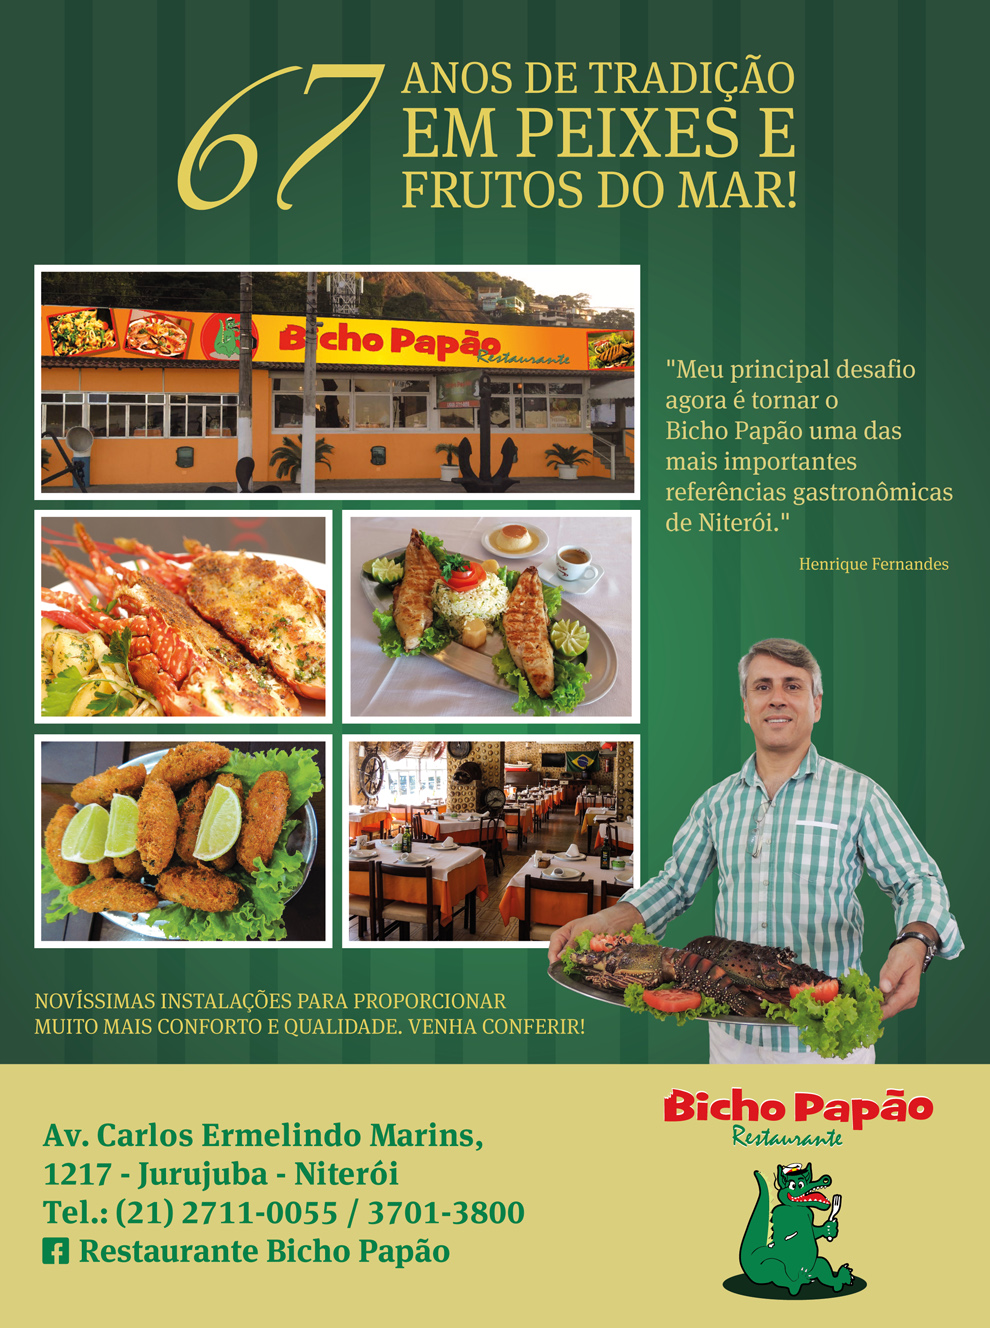 67
ANOS DE TRADIÇÃO
EM PEIXES E
FRUTOS DO MAR!
Bicho Papão
Restaurante
"Meu principal desafio
agora é tornar o
Bicho Papão uma das
mais importantes
referências gastronômicas
de Niterói."
Henrique Fernandes
NOVÍSSIMAS INSTALAÇÕES PARA PROPORCIONAR
MUITO MAIS CONFORTO E QUALIDADE. VENHA CONFERIR!
Av. Carlos Ermelindo Marins,
1217 - Jurujuba - Niterói
Tel.: (21) 2711-0055 / 3701-3800
Restaurante Bicho Papão
Bicho Papão
Restaurante